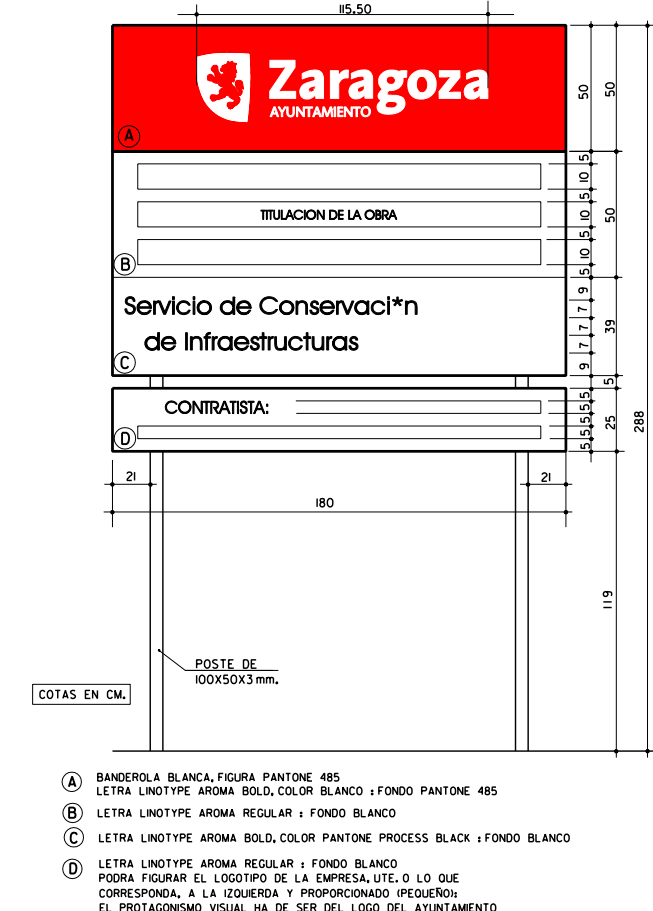 115,50
Zaragoza
AYUNTAMIENTO
A
50
50
5
10
5
TITULACION DE LA OBRA
10
50
5
10
B
5
9
Servicio de Conservaci*n
7
de Infraestructuras
7
39
7
C
9
5
288
CONTRATISTA:
5
5
5
25
D
5
5
21
21
180
119
POSTE DE
100X50X3 mm.
COTAS EN CM.
A BANDEROLA BLANCA, FIGURA PANTONE 485
LETRA LINOTYPE AROMA BOLD, COLOR BLANCO : FONDO PANTONE 485
B LETRA LINOTYPE AROMA REGULAR : FONDO BLANCO
C LETRA LINOTYPE AROMA BOLD, COLOR PANTONE PROCESS BLACK : FONDO BLANCO
D LETRA LINOTYPE AROMA REGULAR : FONDO BLANCO
PODRA FIGURAR EL LOGOTIPO DE LA EMPRESA, UTE. O LO QUE
CORRESPONDA, A LA IZQUIERDA Y PROPORCIONADO (PEQUEÑO):
EL PROTAGONISMO VISUAL HA DE SER DEL LOGO DEL AYUNTAMIENTO